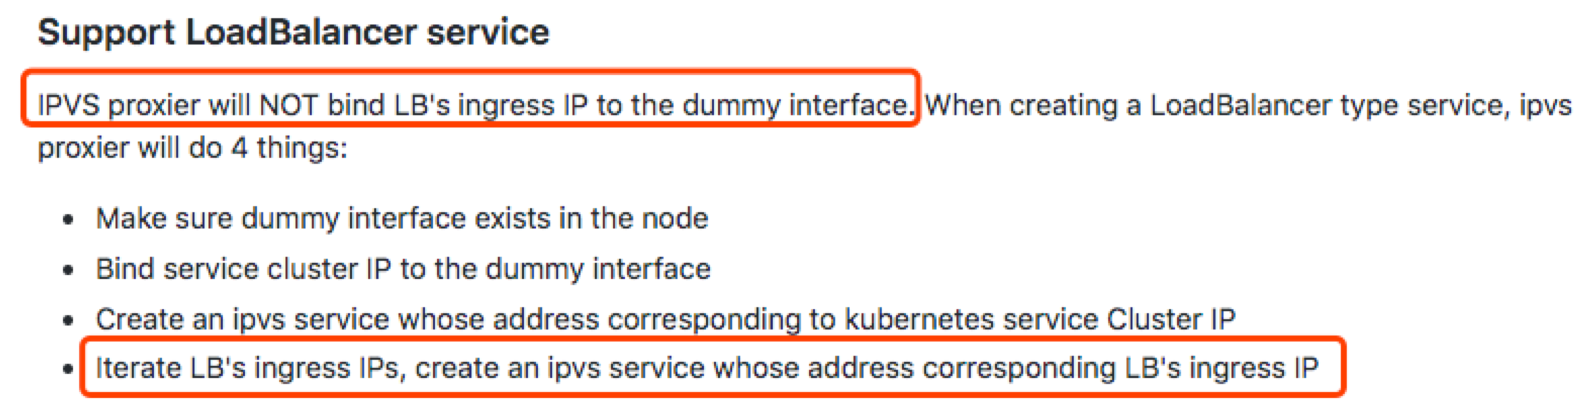 Support LoadBalancer service
IPVS proxier will NOT bind LB's ingress IP to the dummy interface. When creating a LoadBalancer type service, ipvs
proxier will do 4 things:
• Make sure dummy interface exists in the node
• Bind service cluster IP to the dummy interface
• Create an ipvs service whose address corresponding to kubernetes service Cluster IP
• Iterate LB's ingress IPs, create an ipvs service whose address corresponding LB's ingress IP